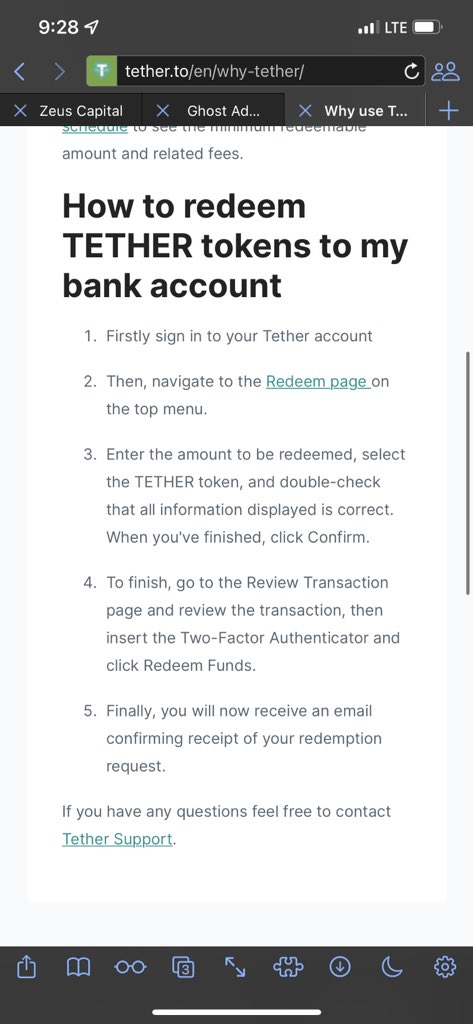 9:28
LTE
T
tether.to/en/why-tether/
Zeus Capital
Ghost Ad...
Why use T...
schedule to see the minimum redeemable
amount and related fees.
How to redeem
TETHER tokens to my
bank account
1. Firstly sign in to your Tether account
2. Then, navigate to the Redeem page on
the top menu.
3. Enter the amount to be redeemed, select
the TETHER token, and double-check
that all information displayed is correct.
When you've finished, click Confirm.
4. To finish, go to the Review Transaction
page and review the transaction, then
insert the Two-Factor Authenticator and
click Redeem Funds.
5. Finally, you will now receive an email
confirming receipt of your redemption
request.
If you have any questions feel free to contact
Tether Support.
3